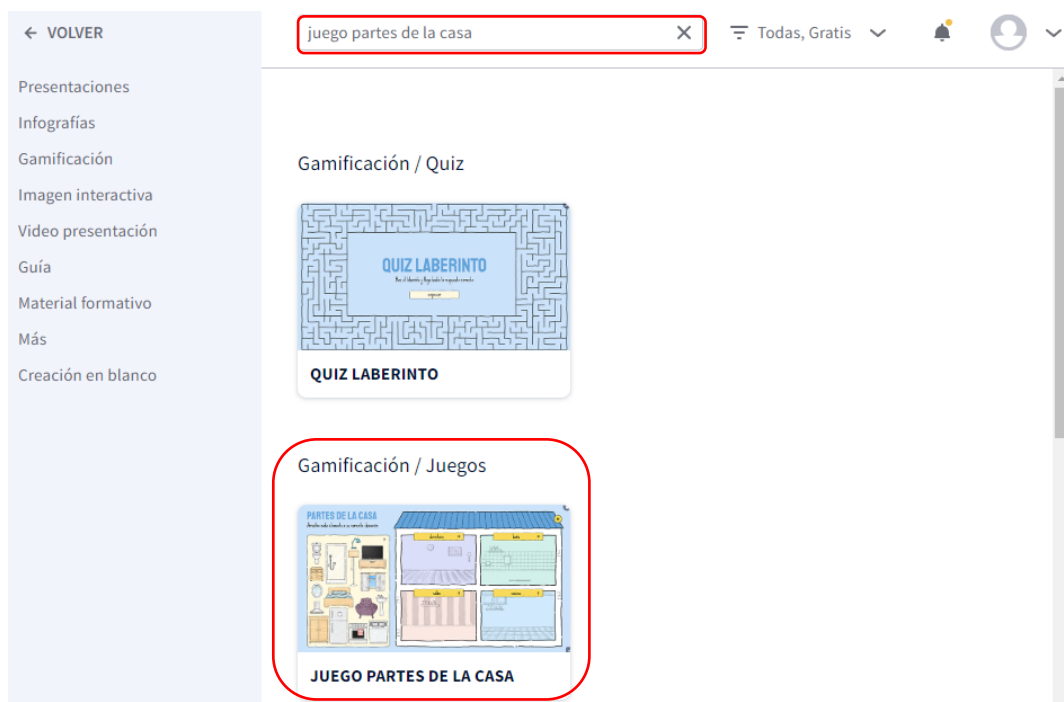 ← VOLVER
juego partes de la casa
Todas, Gratis
Presentaciones
Infografías
Gamificación
Imagen interactiva
Video presentación
Guía
Material formativo
Más
Creación en blanco
Gamificación / Quiz
QUIZ LABERINTO
QUIZ LABERINTO
Gamificación / Juegos
PARTES DE LA CASA
JUEGO PARTES DE LA CASA